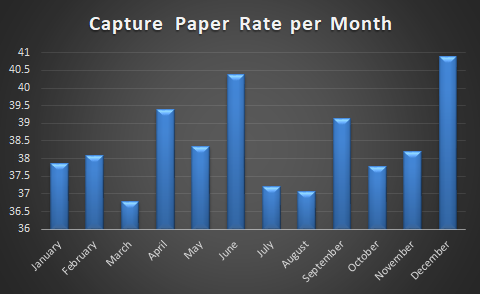 Capture Paper Rate per Month
41
40.5
40
39.5
39
38.5
38
37.5
37
36.5
36
January
February
March
April
May
June
July
August
September
October
November
December